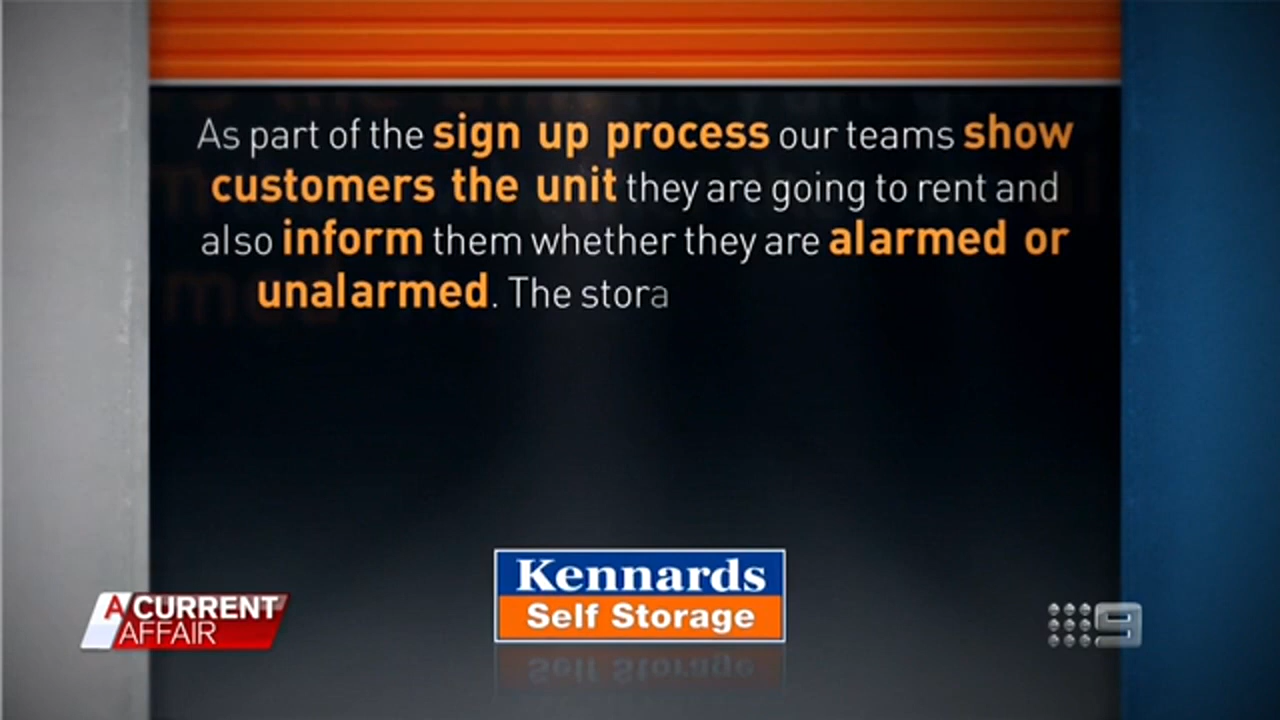 As part of the sign up process our teams show
customers the unit they are going to rent and
also inform them whether they are alarmed or
unalarmed. The stora
Kennards
Self Storage
A CURRENT
AFFAIR
9